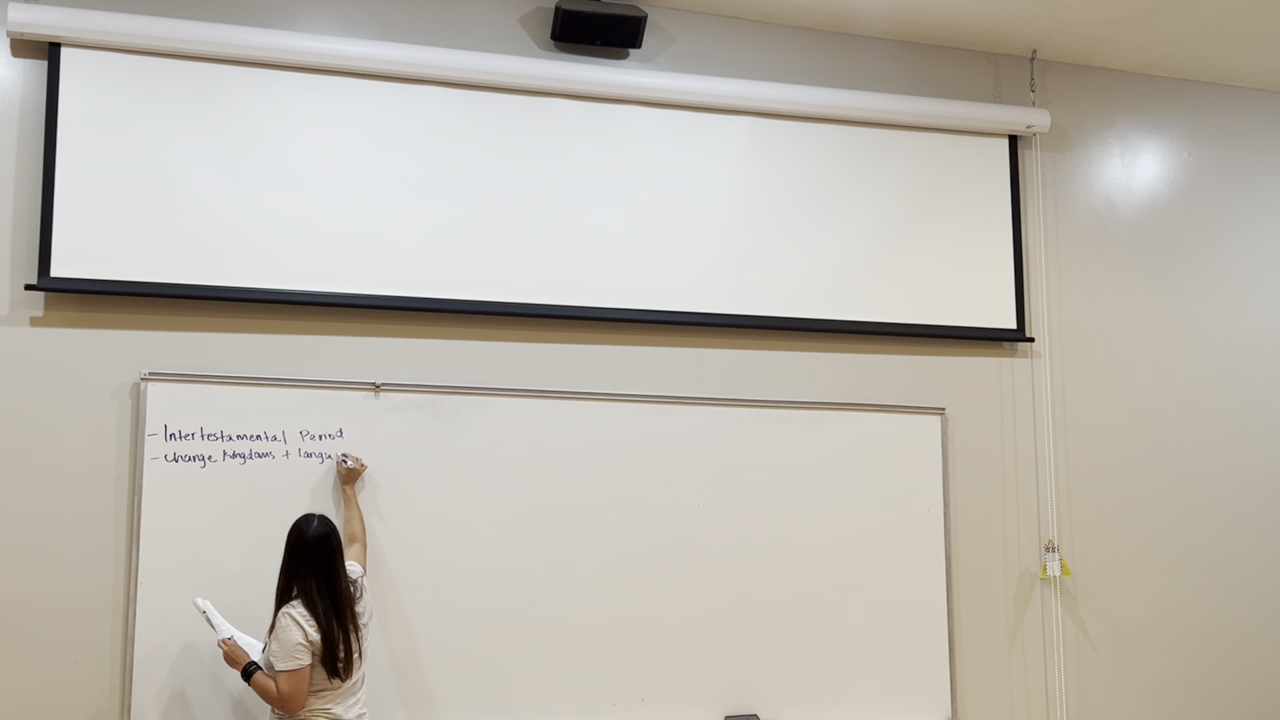 - Intertestamental Period
- Change Kingdoms + langu